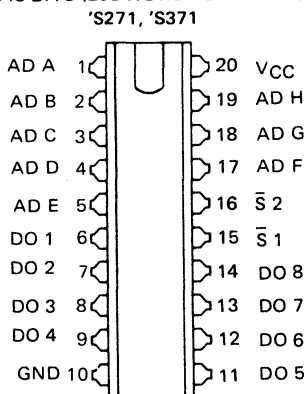 'S271, 'S371
AD A 1 20 VCC
AD B 2 19 AD H
AD C 3 18 AD G
AD D 4 17 AD F
AD E 5 16 S̅ 2
DO 1 6 15 S̅ 1
DO 2 7 14 DO 8
DO 3 8 13 DO 7
DO 4 9 12 DO 6
GND 10 11 DO 5